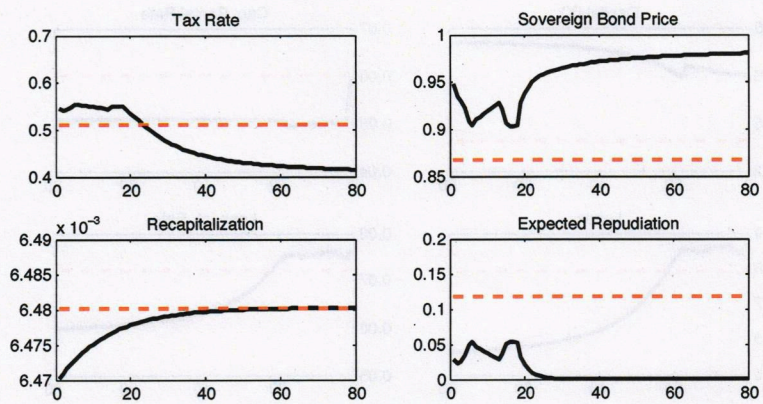 Tax Rate
0.7
0.6
0.5
0.4
0 20 40 60 80
Sovereign Bond Price
1
0.95
0.9
0.85
0 20 40 60 80
x 10⁻³
Recapitalization
6.49
6.485
6.48
6.475
6.47
0 20 40 60 80
Expected Repudiation
0.2
0.15
0.1
0.05
0
0 20 40 60 80